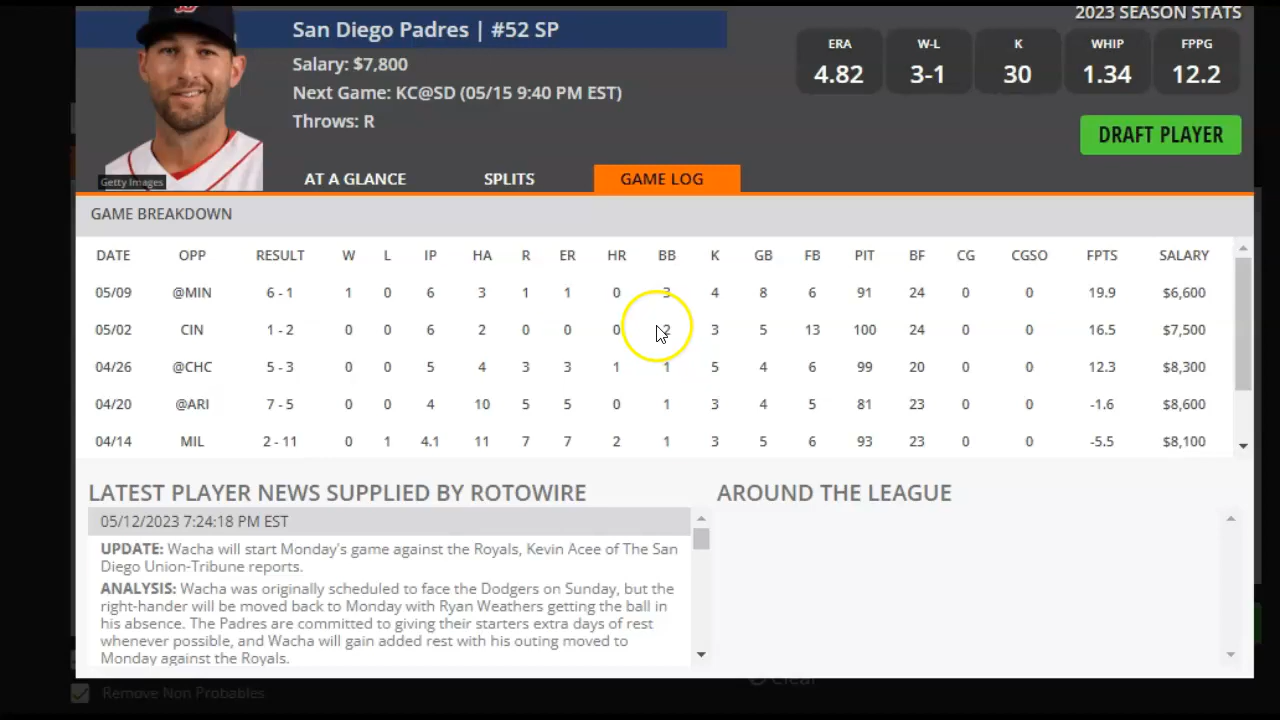 2023 SEASON STATS
San Diego Padres | #52 SP
Salary: $7,800
Next Game: KC@SD (05/15 9:40 PM EST)
Throws: R
ERA W-L K WHIP FPPG
4.82 3-1 30 1.34 12.2
DRAFT PLAYER
Getty Images
AT A GLANCE SPLITS GAME LOG
GAME BREAKDOWN
DATE OPP RESULT W L IP HA R ER HR BB K GB FB PIT BF CG CGSO FPTS SALARY
05/09 @MIN 6 - 1 1 0 6 3 1 1 0 3 4 8 6 91 24 0 0 19.9 $6,600
05/02 CIN 1 - 2 0 0 6 2 0 0 0 2 3 5 13 100 24 0 0 16.5 $7,500
04/26 @CHC 5 - 3 0 0 5 4 3 3 1 1 5 4 6 99 20 0 0 12.3 $8,300
04/20 @ARI 7 - 5 0 0 4 10 5 5 0 1 3 4 5 81 23 0 0 -1.6 $8,600
04/14 MIL 2 - 11 0 1 4.1 11 7 7 2 1 3 5 6 93 23 0 0 -5.5 $8,100
LATEST PLAYER NEWS SUPPLIED BY ROTOWIRE
05/12/2023 7:24:18 PM EST
UPDATE: Wacha will start Monday's game against the Royals, Kevin Acee of The San
Diego Union-Tribune reports.
ANALYSIS: Wacha was originally scheduled to face the Dodgers on Sunday, but the
right-hander will be moved back to Monday with Ryan Weathers getting the ball in
his absence. The Padres are committed to giving their starters extra days of rest
whenever possible, and Wacha will gain added rest with his outing moved to
Monday against the Royals.
AROUND THE LEAGUE
Remove Non Probables
Clear